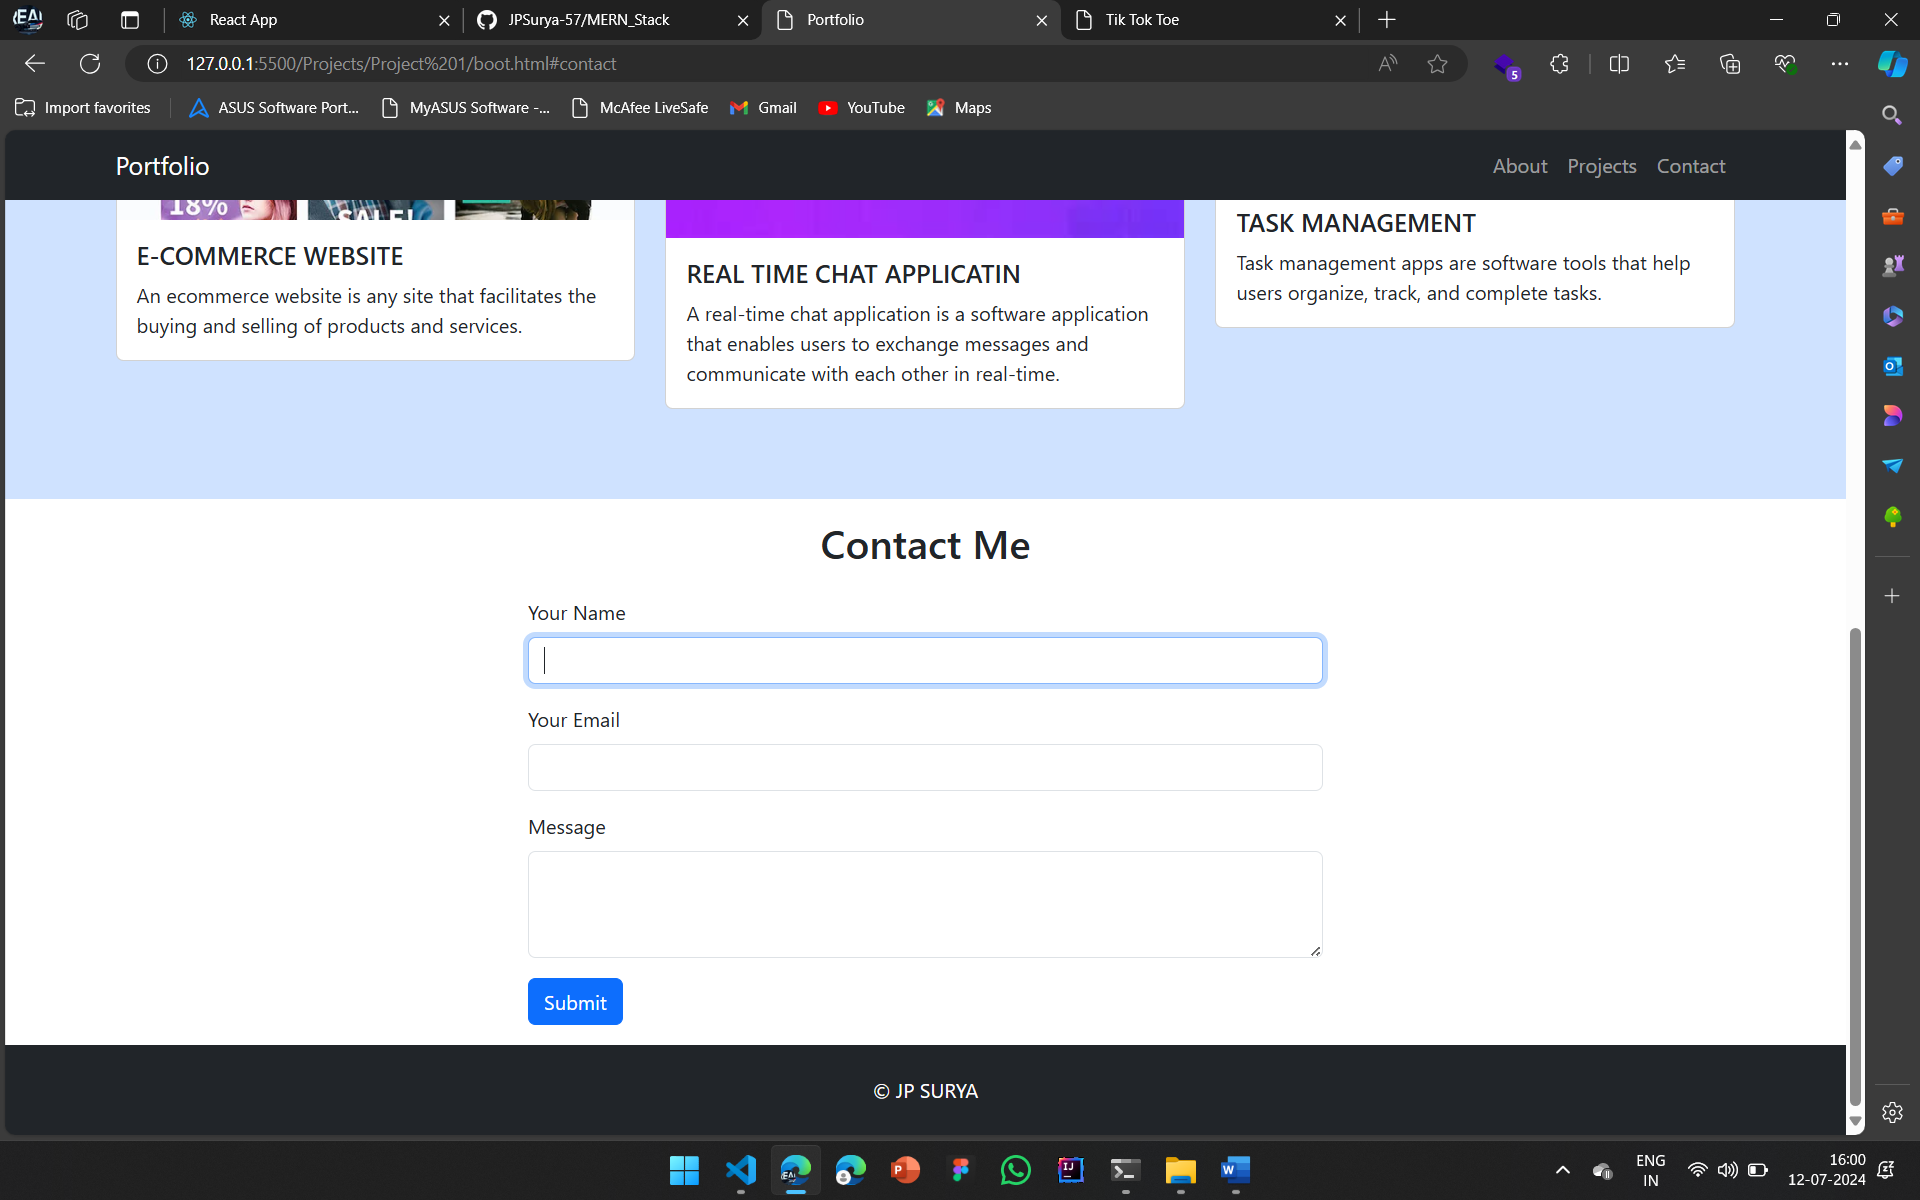 React App
JPSurya-57/MERN_Stack
Portfolio
Tik Tok Toe
127.0.0.1:5500/Projects/Project%201/boot.html#contact
5
Import favorites
ASUS Software Port...
MyASUS Software -...
McAfee LiveSafe
Gmail
YouTube
Maps
Portfolio
About
Projects
Contact
18%
SALE!
E-COMMERCE WEBSITE
An ecommerce website is any site that facilitates the
buying and selling of products and services.
REAL TIME CHAT APPLICATIN
A real-time chat application is a software application
that enables users to exchange messages and
communicate with each other in real-time.
TASK MANAGEMENT
Task management apps are software tools that help
users organize, track, and complete tasks.
Contact Me
Your Name
Your Email
Message
Submit
© JP SURYA
ENG
IN
16:00
12-07-2024